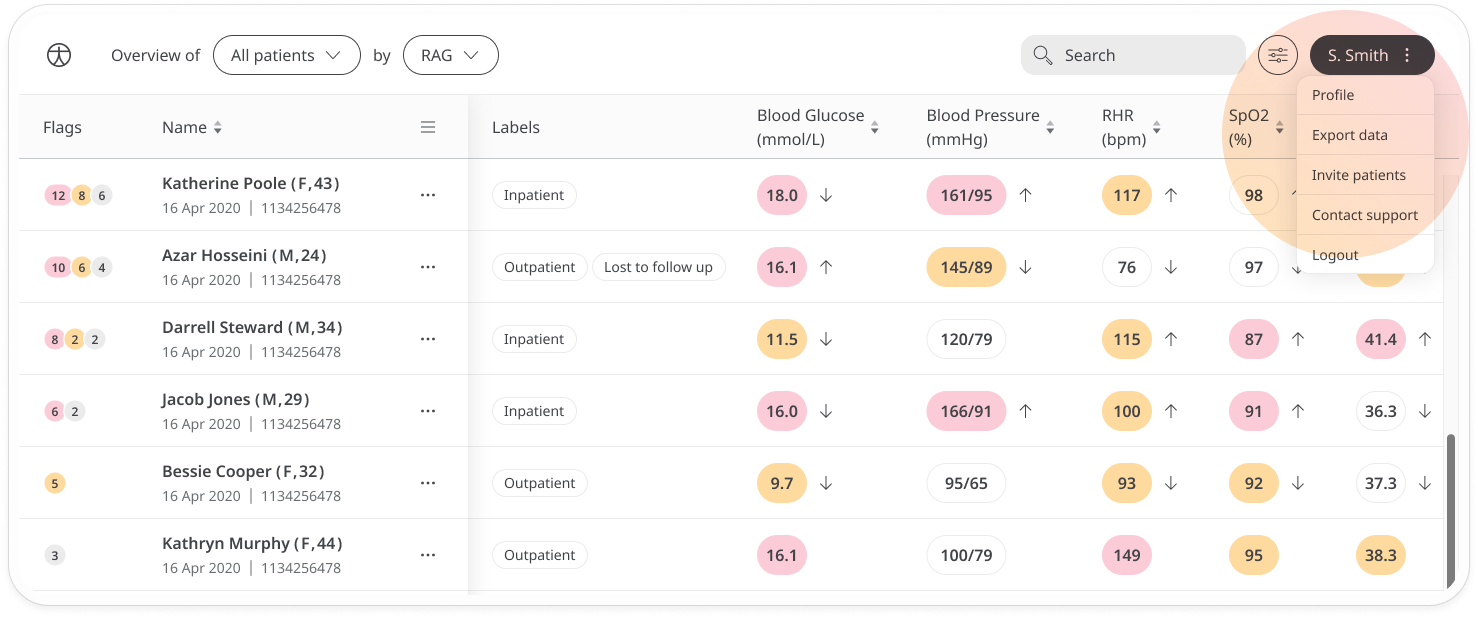 Overview of All patients by RAG Search S. Smith
Profile
Export data
Invite patients
Contact support
Logout
Flags Name Labels Blood Glucose (mmol/L) Blood Pressure (mmHg) RHR (bpm) SpO2 (%)
12 8 6 Katherine Poole (F,43) Inpatient 18.0 161/95 117 98
16 Apr 2020 | 1134256478
10 6 4 Azar Hosseini (M,24) Outpatient Lost to follow up 16.1 145/89 76 97
16 Apr 2020 | 1134256478
8 2 2 Darrell Steward (M,34) Inpatient 11.5 120/79 115 87 41.4
16 Apr 2020 | 1134256478
6 2 Jacob Jones (M,29) Inpatient 16.0 166/91 100 91 36.3
16 Apr 2020 | 1134256478
5 Bessie Cooper (F,32) Outpatient 9.7 95/65 93 92 37.3
16 Apr 2020 | 1134256478
3 Kathryn Murphy (F,44) Outpatient 16.1 100/79 149 95 38.3
16 Apr 2020 | 1134256478